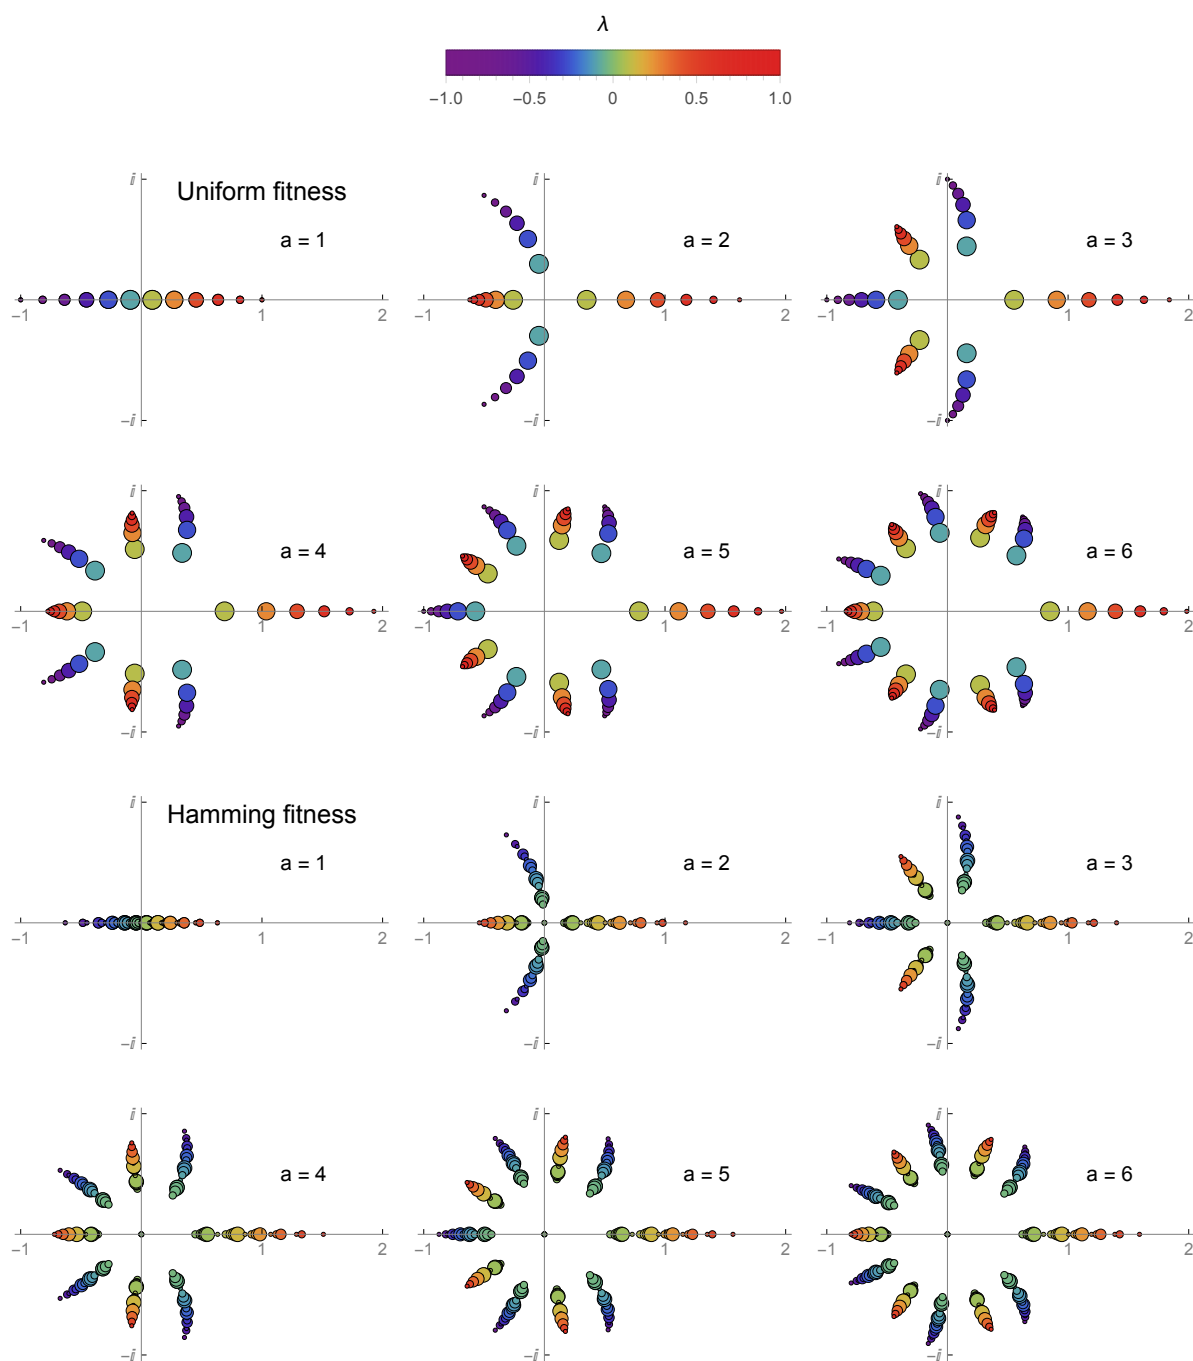 λ
−1.0 −0.5 0 0.5 1.0
Uniform fitness
ⅈ ⅈ ⅈ
a = 1 a = 2 a = 3
−1 1 2 −1 1 2 −1 1 2
−ⅈ −ⅈ −ⅈ
ⅈ ⅈ ⅈ
a = 4 a = 5 a = 6
−1 1 2 −1 1 2 −1 1 2
−ⅈ −ⅈ −ⅈ
Hamming fitness
ⅈ ⅈ ⅈ
a = 1 a = 2 a = 3
−1 1 2 −1 1 2 −1 1 2
−ⅈ −ⅈ −ⅈ
ⅈ ⅈ ⅈ
a = 4 a = 5 a = 6
−1 1 2 −1 1 2 −1 1 2
−ⅈ −ⅈ −ⅈ